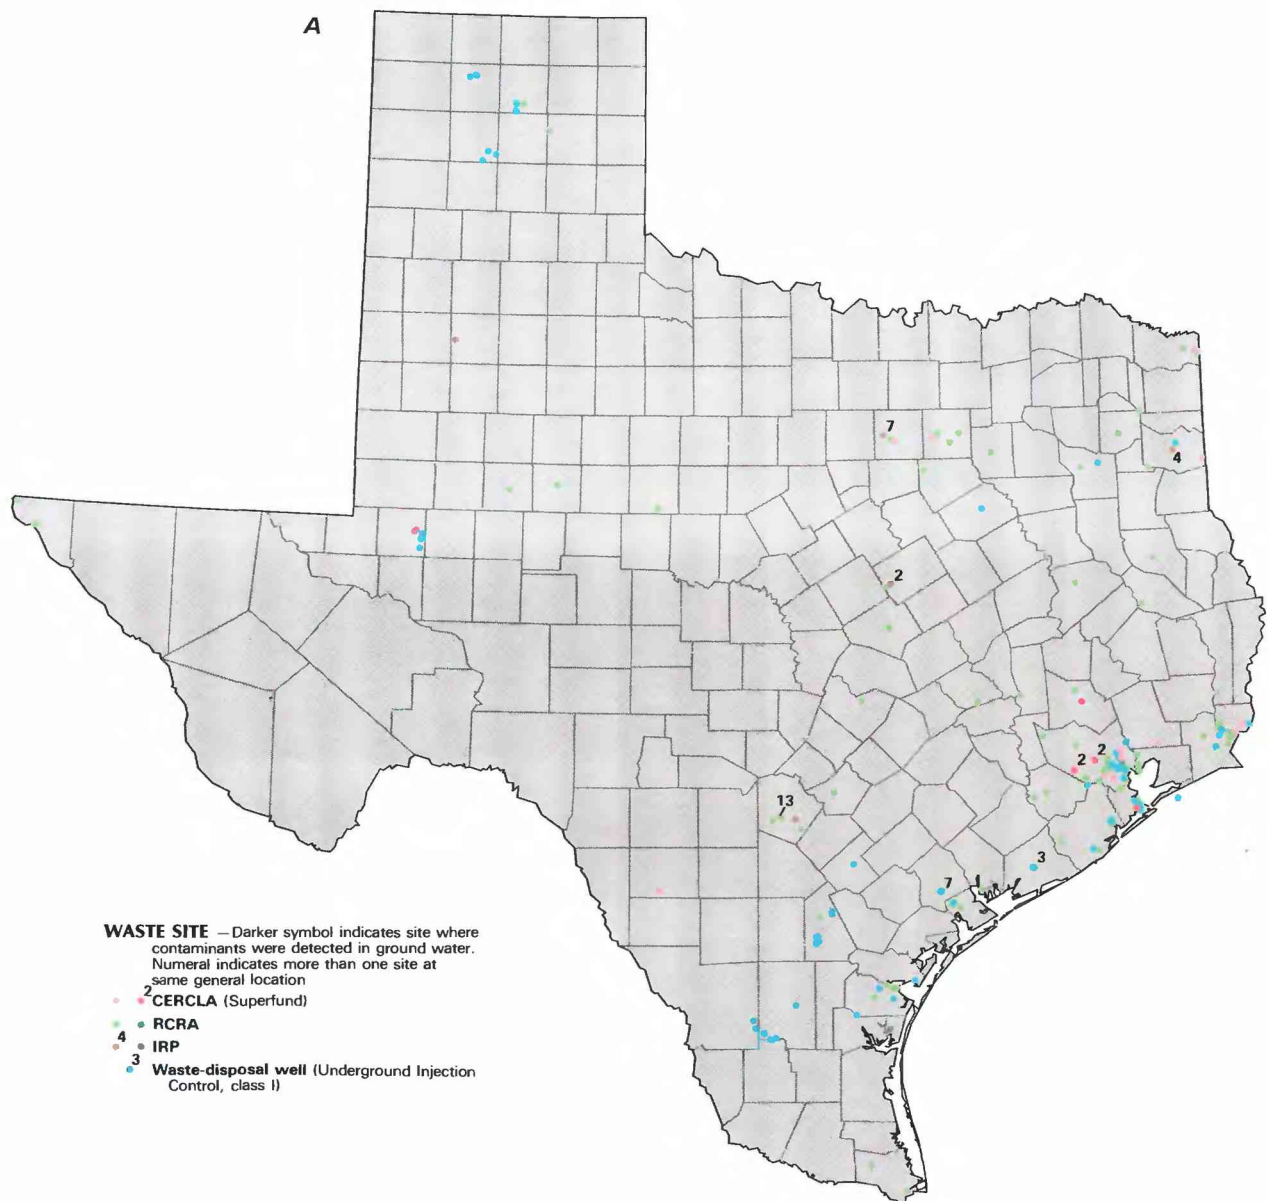 A
7
4
2
2
2
13
3
7
WASTE SITE —Darker symbol indicates site where
contaminants were detected in ground water.
Numeral indicates more than one site at
same general location
2 CERCLA (Superfund)
RCRA
4 IRP
3 Waste-disposal well (Underground Injection
Control, class I)